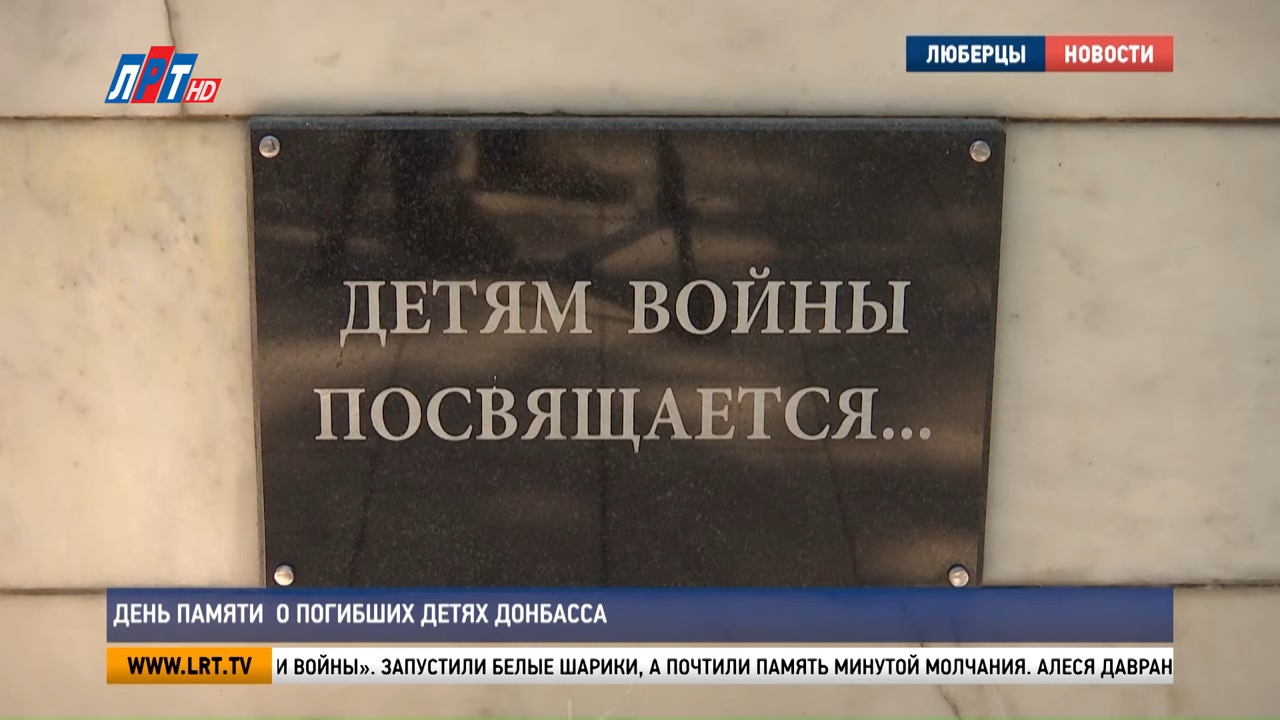 ЛРТ HD
ЛЮБЕРЦЫ НОВОСТИ
ДЕТЯМ ВОЙНЫ
ПОСВЯЩАЕТСЯ...
ДЕНЬ ПАМЯТИ О ПОГИБШИХ ДЕТЯХ ДОНБАССА
WWW.LRT.TV И ВОЙНЫ». ЗАПУСТИЛИ БЕЛЫЕ ШАРИКИ, А ПОЧТИЛИ ПАМЯТЬ МИНУТОЙ МОЛЧАНИЯ. АЛЕСЯ ДАВРАН